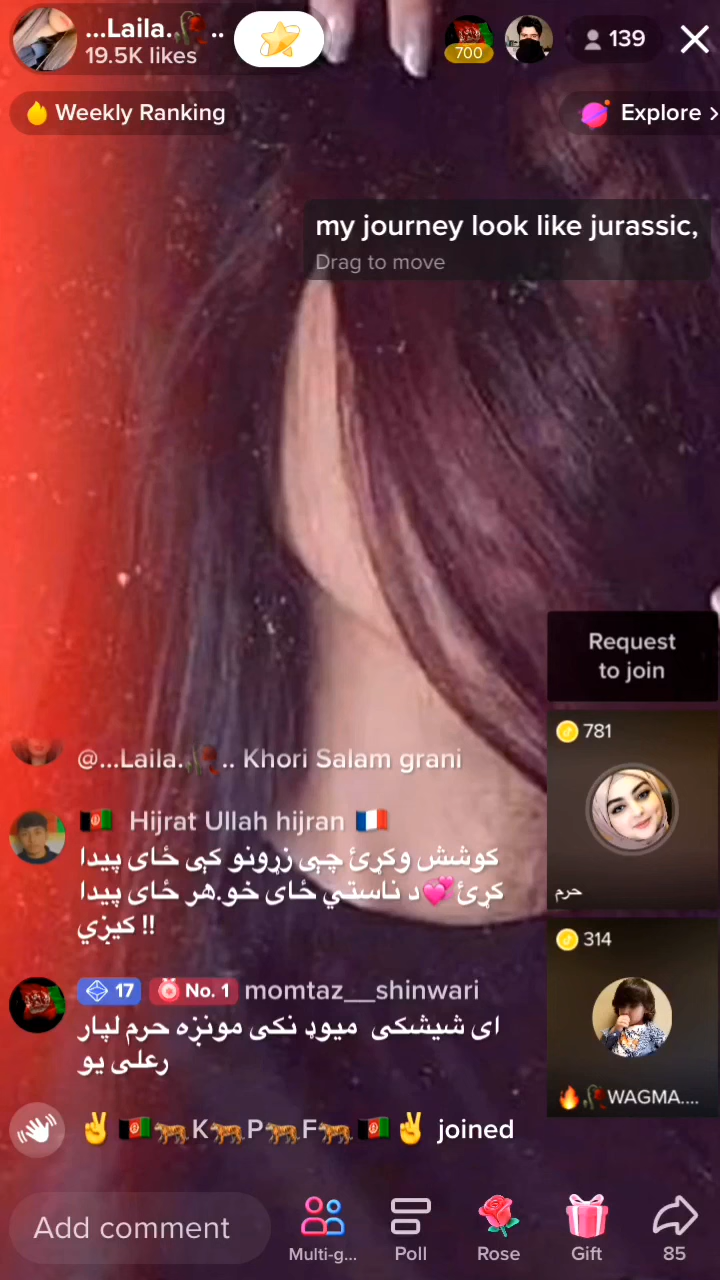 ...Laila.🥀..
19.5K likes
700
139
Weekly Ranking
Explore
my journey look like jurassic,
Drag to move
Request
to join
781
حرم
314
🔥🥀WAGMA....
@...Laila.🥀.. Khori Salam grani
🇦🇫 Hijrat Ullah hijran 🇫🇷
کوشش وکړئ چې زړونو کې ځای پیدا
کړئ💞د ناستې ځای خو.هر ځای پیدا
کیږي !!
17 No. 1 momtaz__shinwari
ای شیشکی میوډ نکی مونږه حرم لپار
رعلی یو
✌️🇦🇫🐅K🐅P🐅F🐅🇦🇫✌️ joined
Add comment
Multi-g...
Poll
Rose
Gift
85